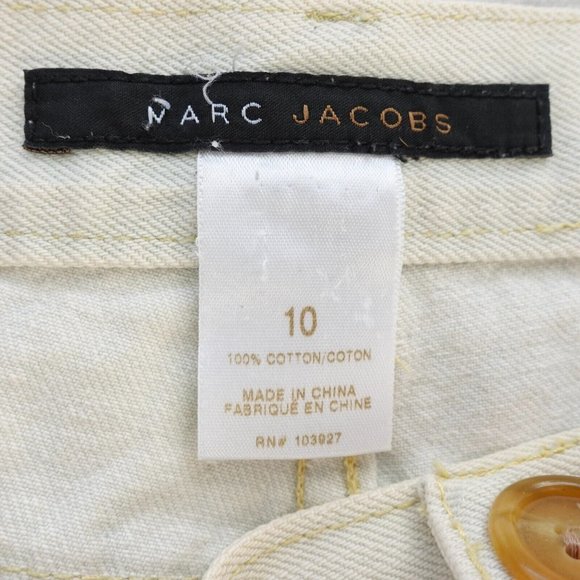 MARC JACOBS
10
100% COTTON/COTON
MADE IN CHINA
FABRIQUÉ EN CHINE
RN# 103927